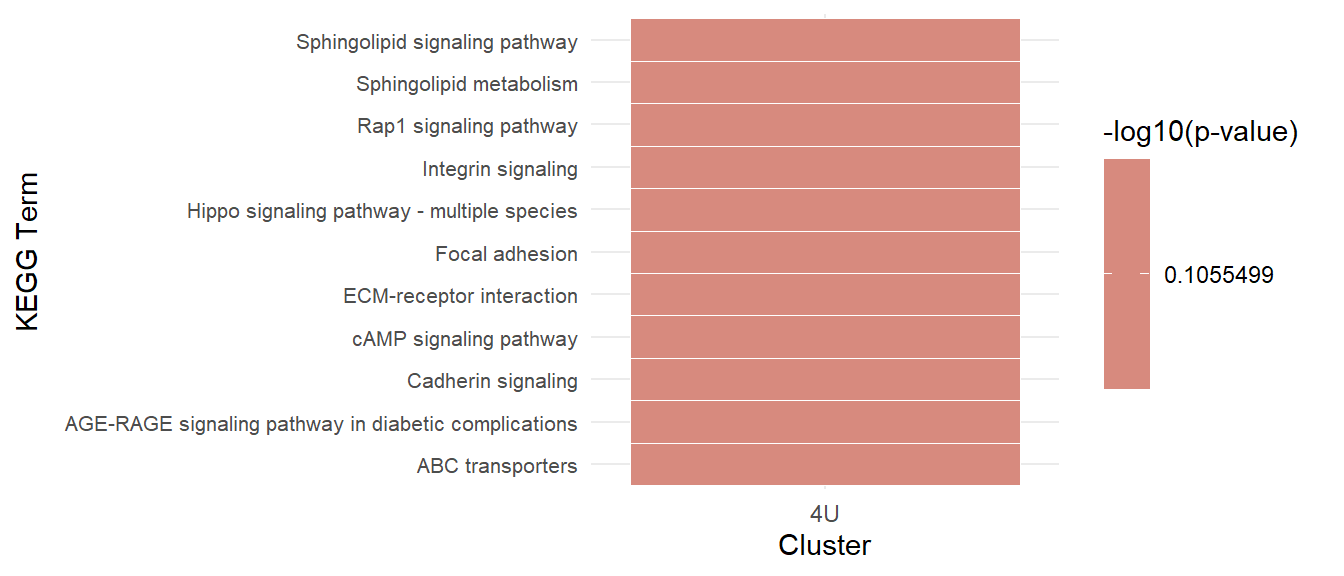 Sphingolipid signaling pathway
Sphingolipid metabolism
Rap1 signaling pathway
Integrin signaling
Hippo signaling pathway - multiple species
Focal adhesion
ECM-receptor interaction
cAMP signaling pathway
Cadherin signaling
AGE-RAGE signaling pathway in diabetic complications
ABC transporters
KEGG Term
4U
Cluster
-log10(p-value)
0.1055499